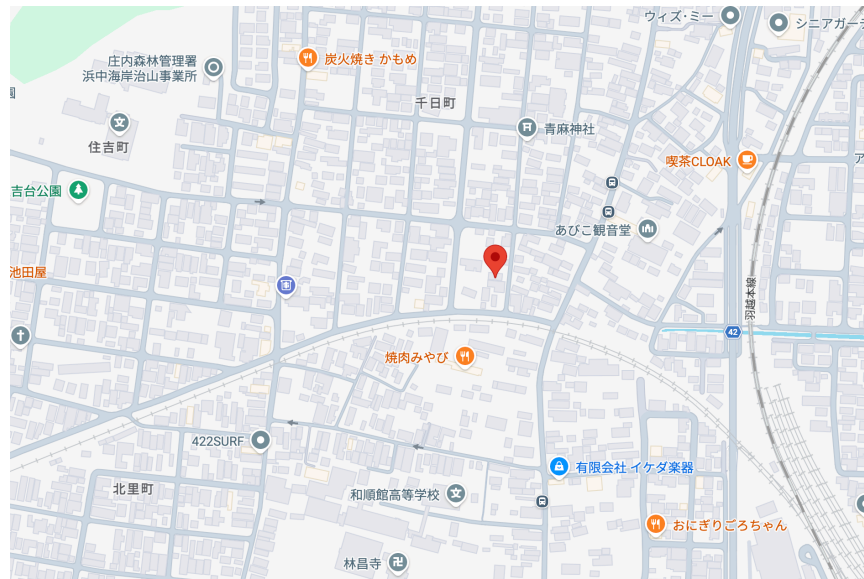 ウィズ・ミー
シニアガーデ
庄内森林管理署
浜中海岸治山事業所
炭火焼き かもめ
千日町
青麻神社
住吉町
喫茶CLOAK
ア
吉台公園
あびこ観音堂
池田屋
羽越本線
42
焼肉みやび
422SURF
有限会社 イケダ楽器
北里町
和順館高等学校
おにぎりごろちゃん
林昌寺